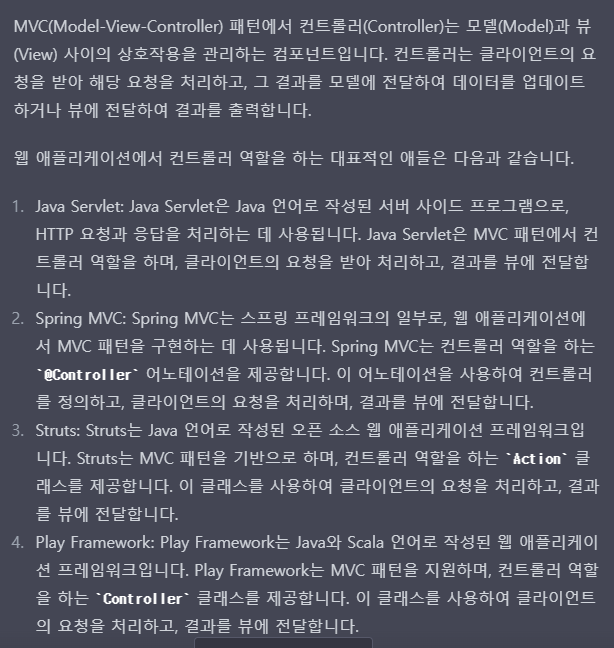 MVC(Model-View-Controller) 패턴에서 컨트롤러(Controller)는 모델(Model)과 뷰
(View) 사이의 상호작용을 관리하는 컴포넌트입니다. 컨트롤러는 클라이언트의 요
청을 받아 해당 요청을 처리하고, 그 결과를 모델에 전달하여 데이터를 업데이트
하거나 뷰에 전달하여 결과를 출력합니다.
웹 애플리케이션에서 컨트롤러 역할을 하는 대표적인 애들은 다음과 같습니다.
1. Java Servlet: Java Servlet은 Java 언어로 작성된 서버 사이드 프로그램으로,
HTTP 요청과 응답을 처리하는 데 사용됩니다. Java Servlet은 MVC 패턴에서 컨
트롤러 역할을 하며, 클라이언트의 요청을 받아 처리하고, 결과를 뷰에 전달합
니다.
2. Spring MVC: Spring MVC는 스프링 프레임워크의 일부로, 웹 애플리케이션에
서 MVC 패턴을 구현하는 데 사용됩니다. Spring MVC는 컨트롤러 역할을 하는
`@Controller` 어노테이션을 제공합니다. 이 어노테이션을 사용하여 컨트롤러
를 정의하고, 클라이언트의 요청을 처리하며, 결과를 뷰에 전달합니다.
3. Struts: Struts는 Java 언어로 작성된 오픈 소스 웹 애플리케이션 프레임워크입
니다. Struts는 MVC 패턴을 기반으로 하며, 컨트롤러 역할을 하는 `Action` 클
래스를 제공합니다. 이 클래스를 사용하여 클라이언트의 요청을 처리하고, 결과
를 뷰에 전달합니다.
4. Play Framework: Play Framework는 Java와 Scala 언어로 작성된 웹 애플리케이
션 프레임워크입니다. Play Framework는 MVC 패턴을 지원하며, 컨트롤러 역할
을 하는 `Controller` 클래스를 제공합니다. 이 클래스를 사용하여 클라이언트
의 요청을 처리하고, 결과를 뷰에 전달합니다.